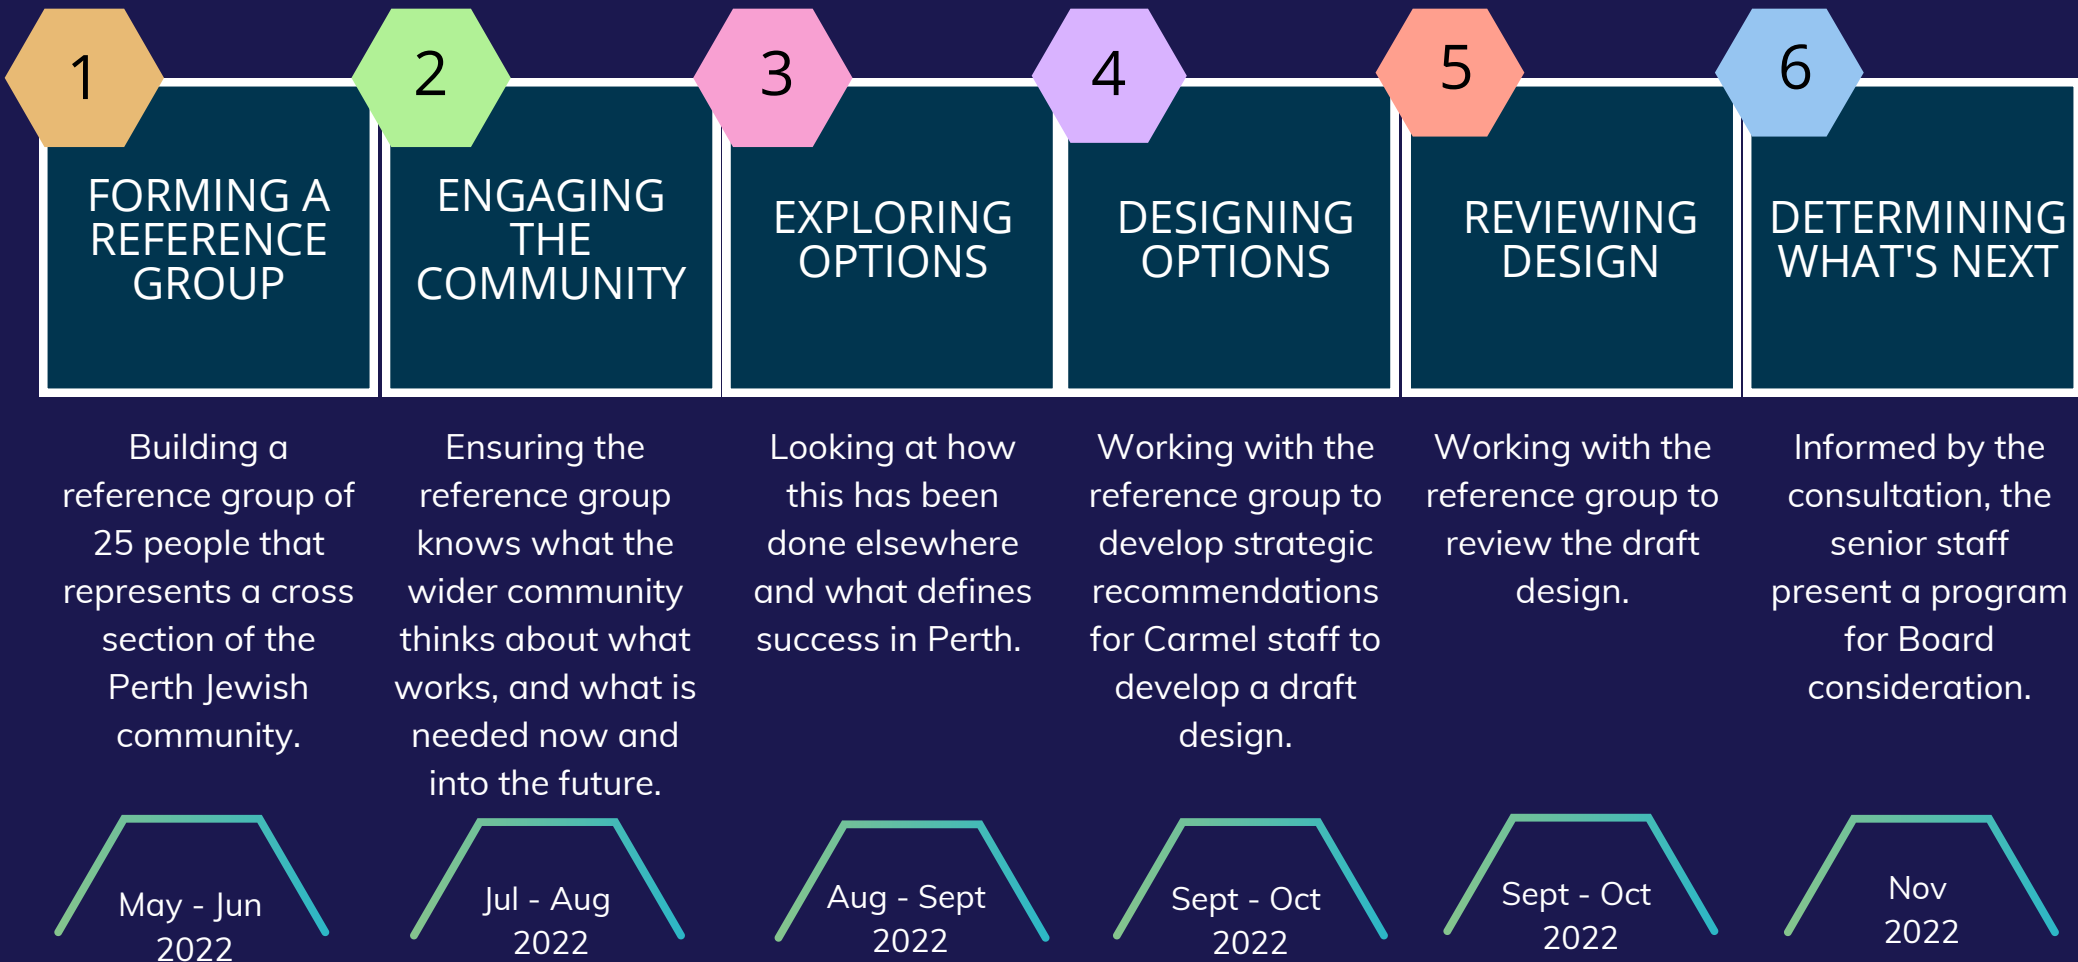 1
FORMING A
REFERENCE
GROUP
Building a
reference group of
25 people that
represents a cross
section of the
Perth Jewish
community.
May - Jun
2022
2
ENGAGING
THE
COMMUNITY
Ensuring the
reference group
knows what the
wider community
thinks about what
works, and what is
needed now and
into the future.
Jul - Aug
2022
3
EXPLORING
OPTIONS
Looking at how
this has been
done elsewhere
and what defines
success in Perth.
Aug - Sept
2022
4
DESIGNING
OPTIONS
Working with the
reference group to
develop strategic
recommendations
for Carmel staff to
develop a draft
design.
Sept - Oct
2022
5
REVIEWING
DESIGN
Working with the
reference group to
review the draft
design.
Sept - Oct
2022
6
DETERMINING
WHAT'S NEXT
Informed by the
consultation, the
senior staff
present a program
for Board
consideration.
Nov
2022